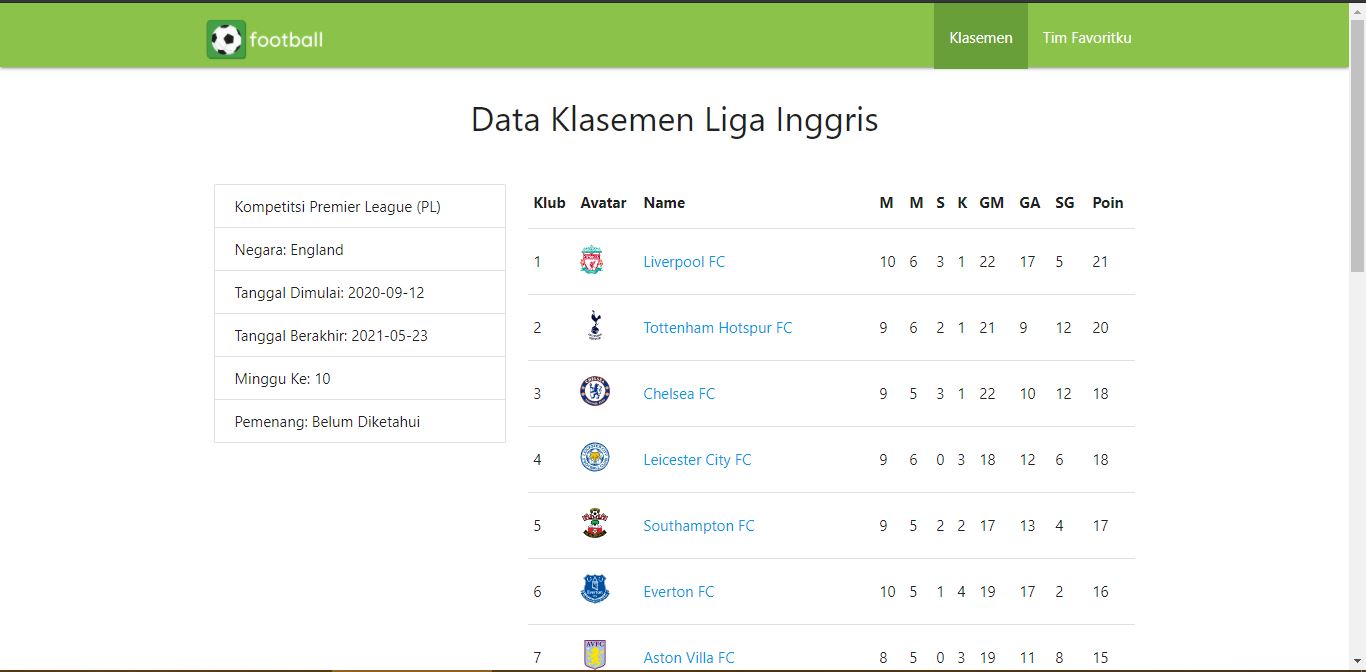 football
Klasemen Tim Favoritku
Data Klasemen Liga Inggris
Kompetitsi Premier League (PL)
Negara: England
Tanggal Dimulai: 2020-09-12
Tanggal Berakhir: 2021-05-23
Minggu Ke: 10
Pemenang: Belum Diketahui
Klub Avatar Name M M S K GM GA SG Poin
1 Liverpool FC 10 6 3 1 22 17 5 21
2 Tottenham Hotspur FC 9 6 2 1 21 9 12 20
3 Chelsea FC 9 5 3 1 22 10 12 18
4 Leicester City FC 9 6 0 3 18 12 6 18
5 Southampton FC 9 5 2 2 17 13 4 17
6 Everton FC 10 5 1 4 19 17 2 16
7 Aston Villa FC 8 5 0 3 19 11 8 15